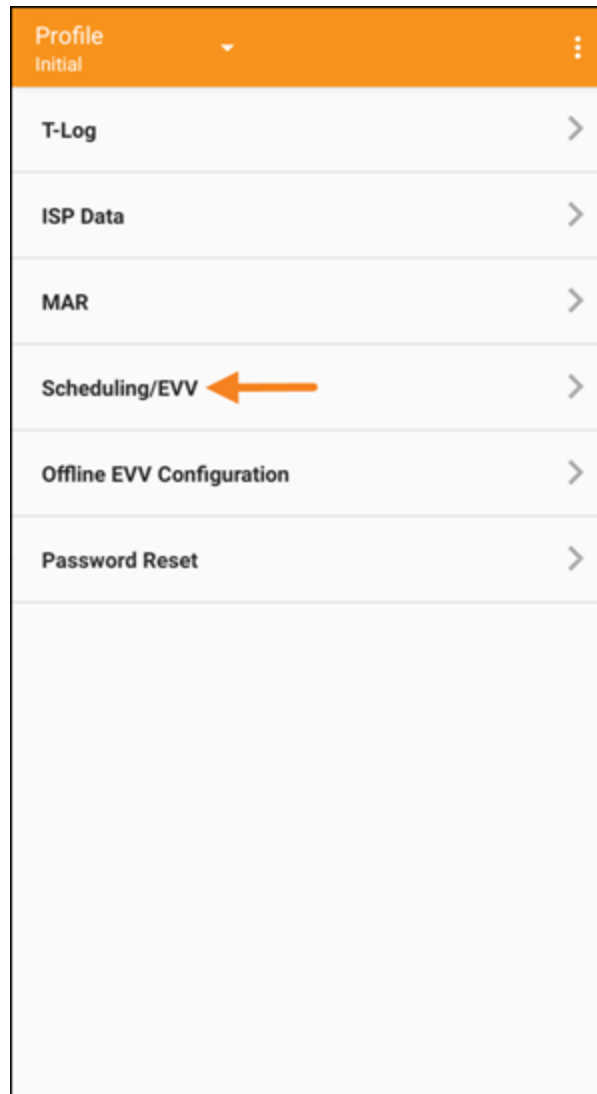 Profile
Initial
T-Log
ISP Data
MAR
Scheduling/EVV
Offline EVV Configuration
Password Reset